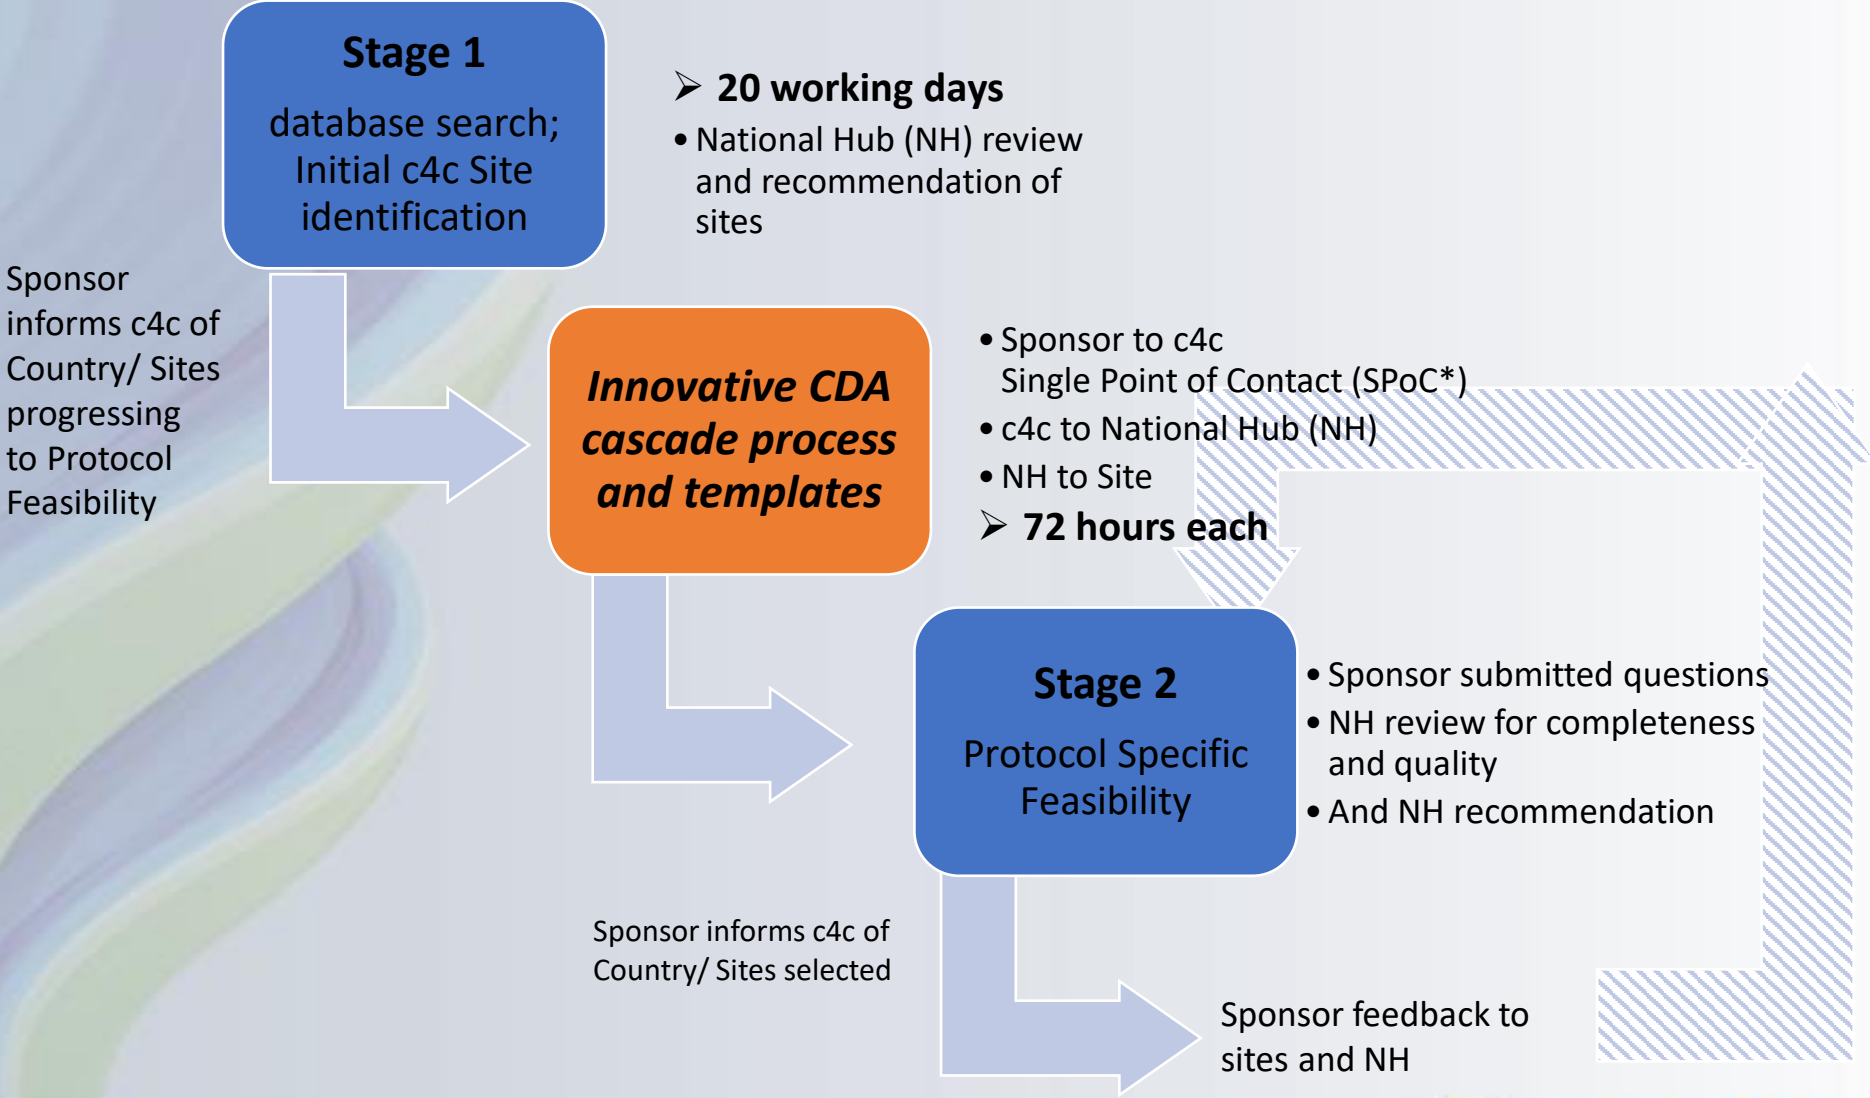 Stage 1
database search;
Initial c4c Site
identification
➢ 20 working days
• National Hub (NH) review
and recommendation of
sites
Sponsor
informs c4c of
Country/ Sites
progressing
to Protocol
Feasibility
Innovative CDA
cascade process
and templates
• Sponsor to c4c
Single Point of Contact (SPoC*)
• c4c to National Hub (NH)
• NH to Site
➢ 72 hours each
Stage 2
Protocol Specific
Feasibility
• Sponsor submitted questions
• NH review for completeness
and quality
• And NH recommendation
Sponsor informs c4c of
Country/ Sites selected
Sponsor feedback to
sites and NH